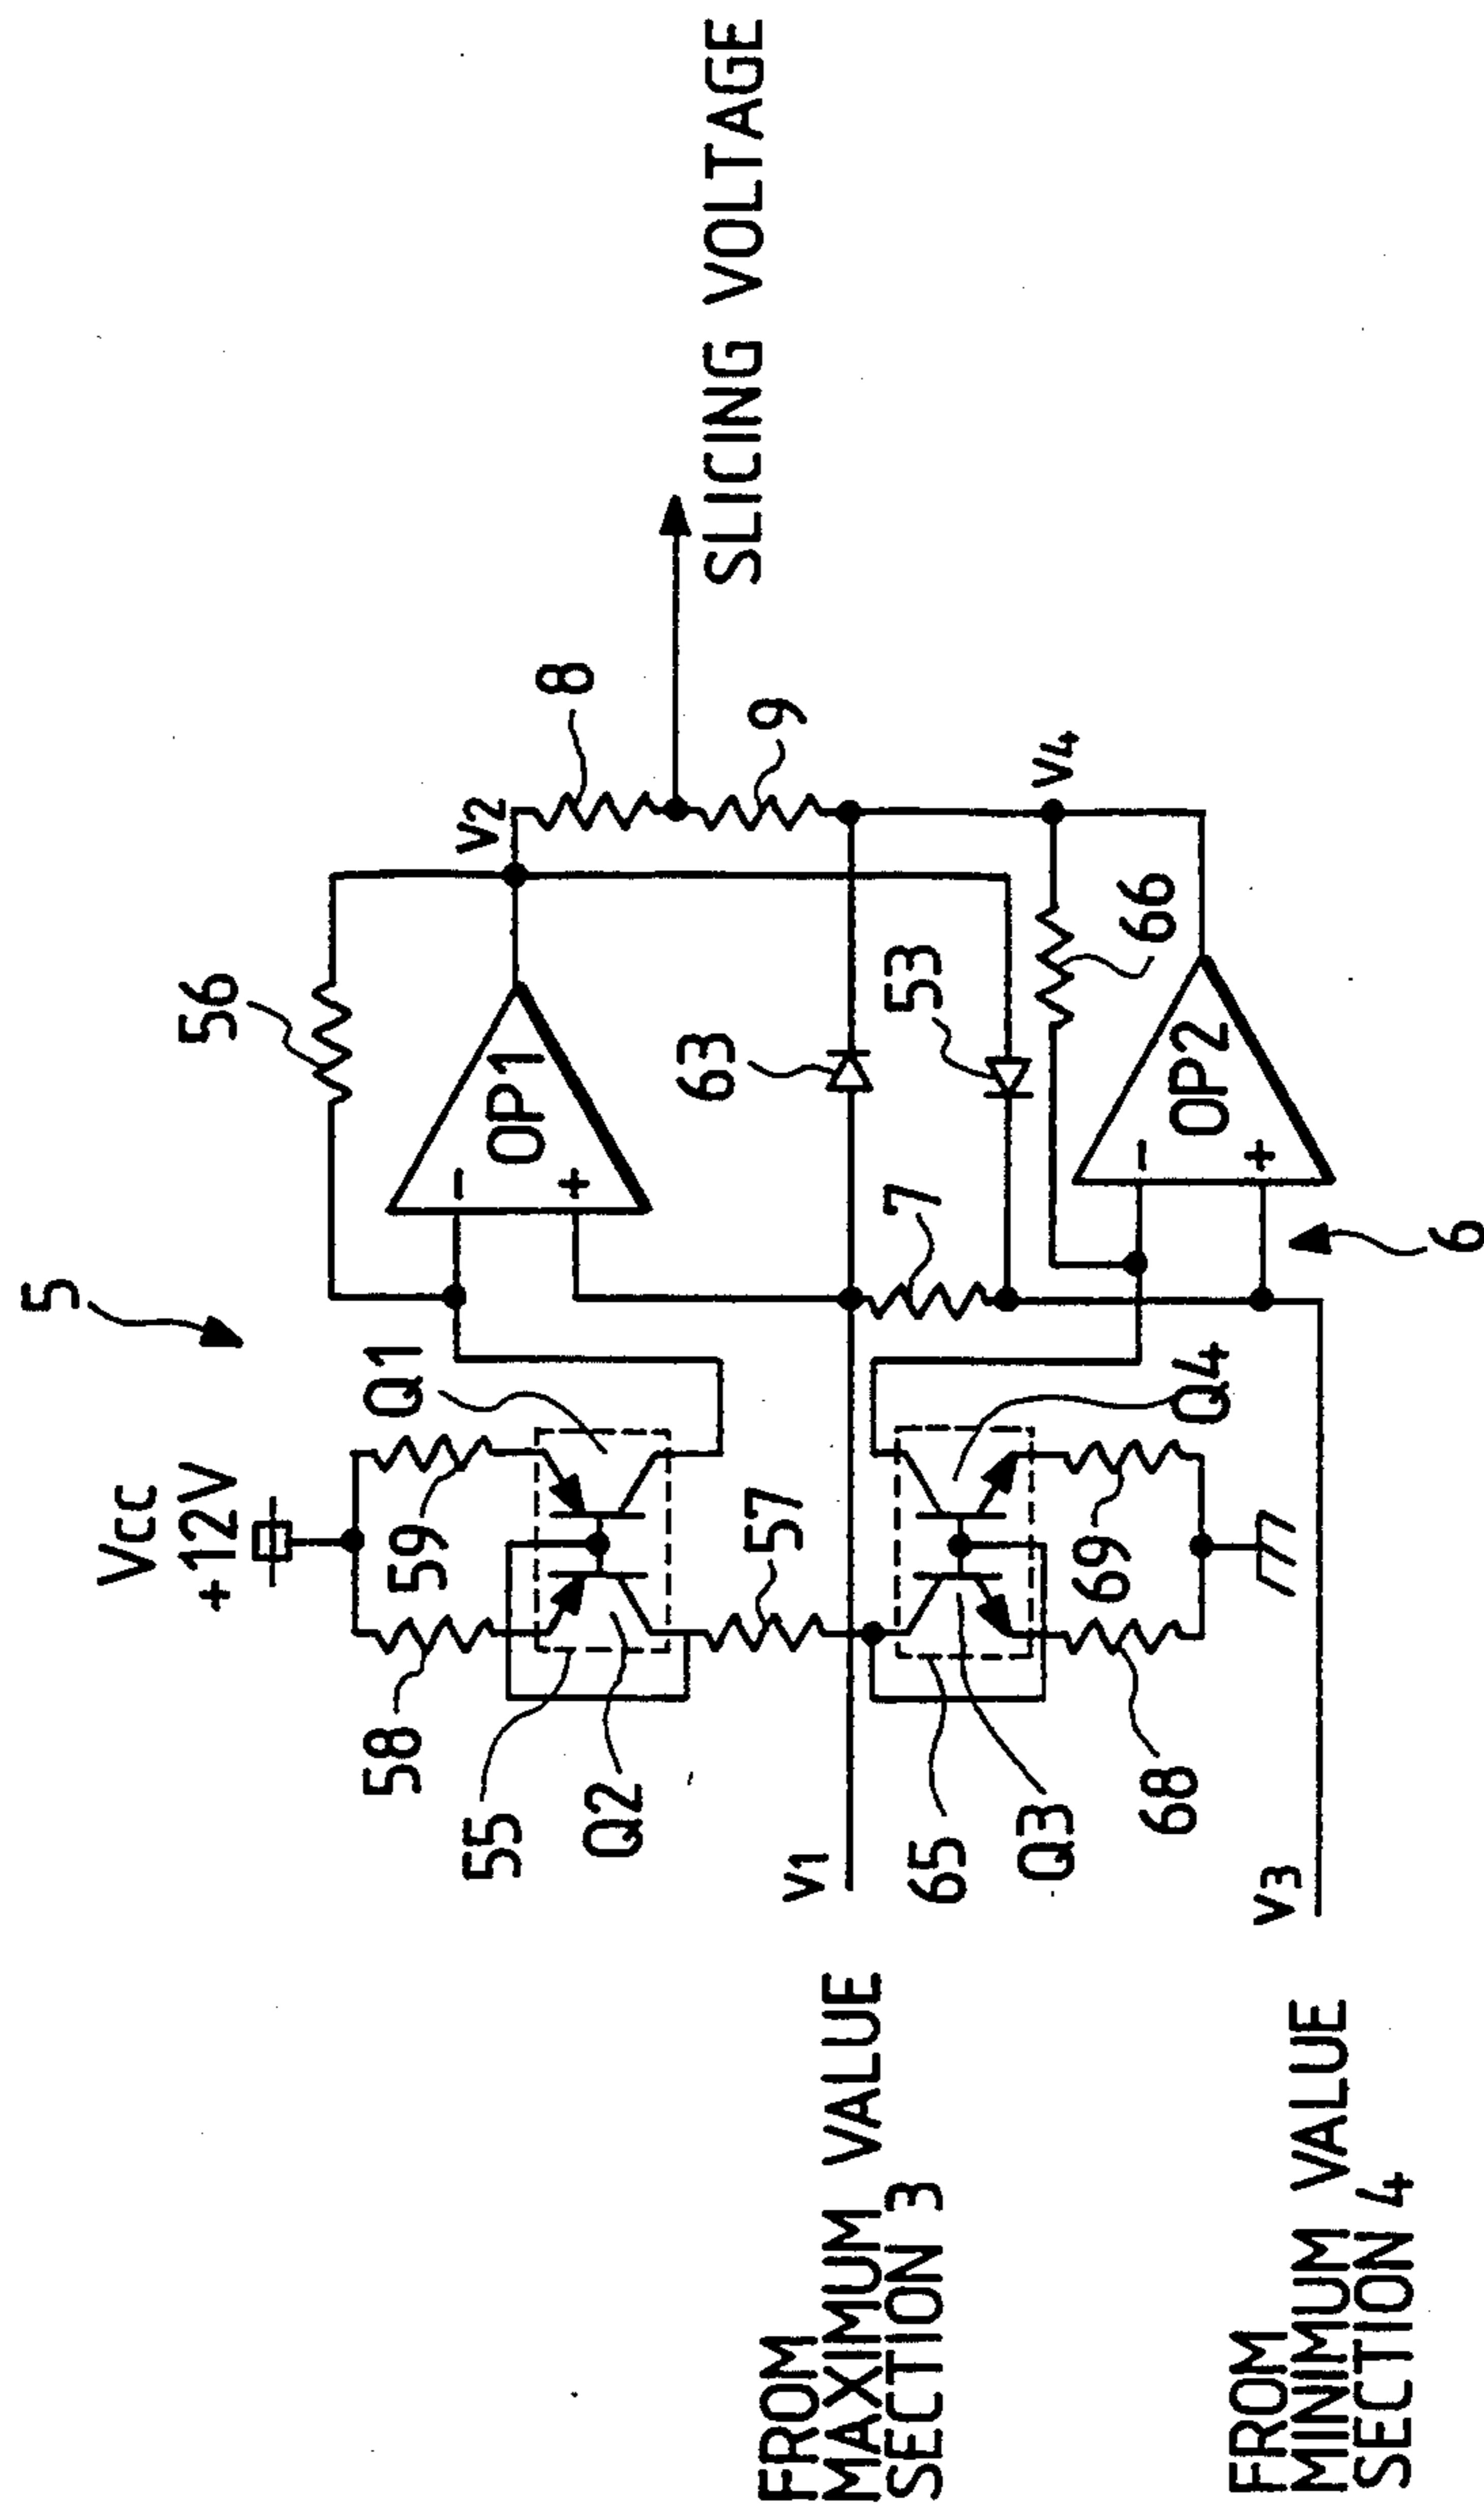 5
Vcc
+12V
56
Q1
59
58
55
Q2
OP1
-
+
v2
8
9
SLICING VOLTAGE
63
53
7
57
FROM
MAXIMUM VALUE
SECTION 3
v1
65
Q3
Q4
69
68
v4
66
OP2
-
+
6
FROM
MINIMUM VALUE
SECTION 4
v3